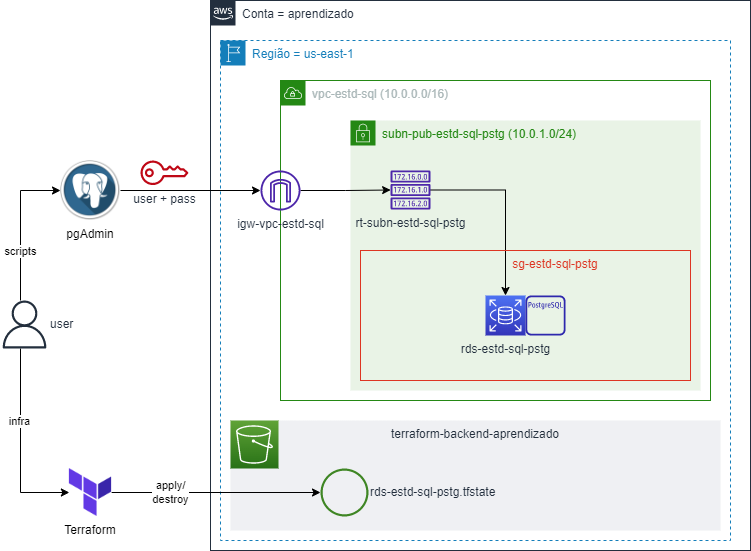 aws
Conta = aprendizado
Região = us-east-1
vpc-estd-sql (10.0.0.0/16)
subn-pub-estd-sql-pstg (10.0.1.0/24)
172.16.0.0
172.16.1.0
172.16.2.0
user + pass
igw-vpc-estd-sql
rt-subn-estd-sql-pstg
pgAdmin
scripts
sg-estd-sql-pstg
PostgreSQL
user
rds-estd-sql-pstg
infra
terraform-backend-aprendizado
apply/
destroy
rds-estd-sql-pstg.tfstate
Terraform